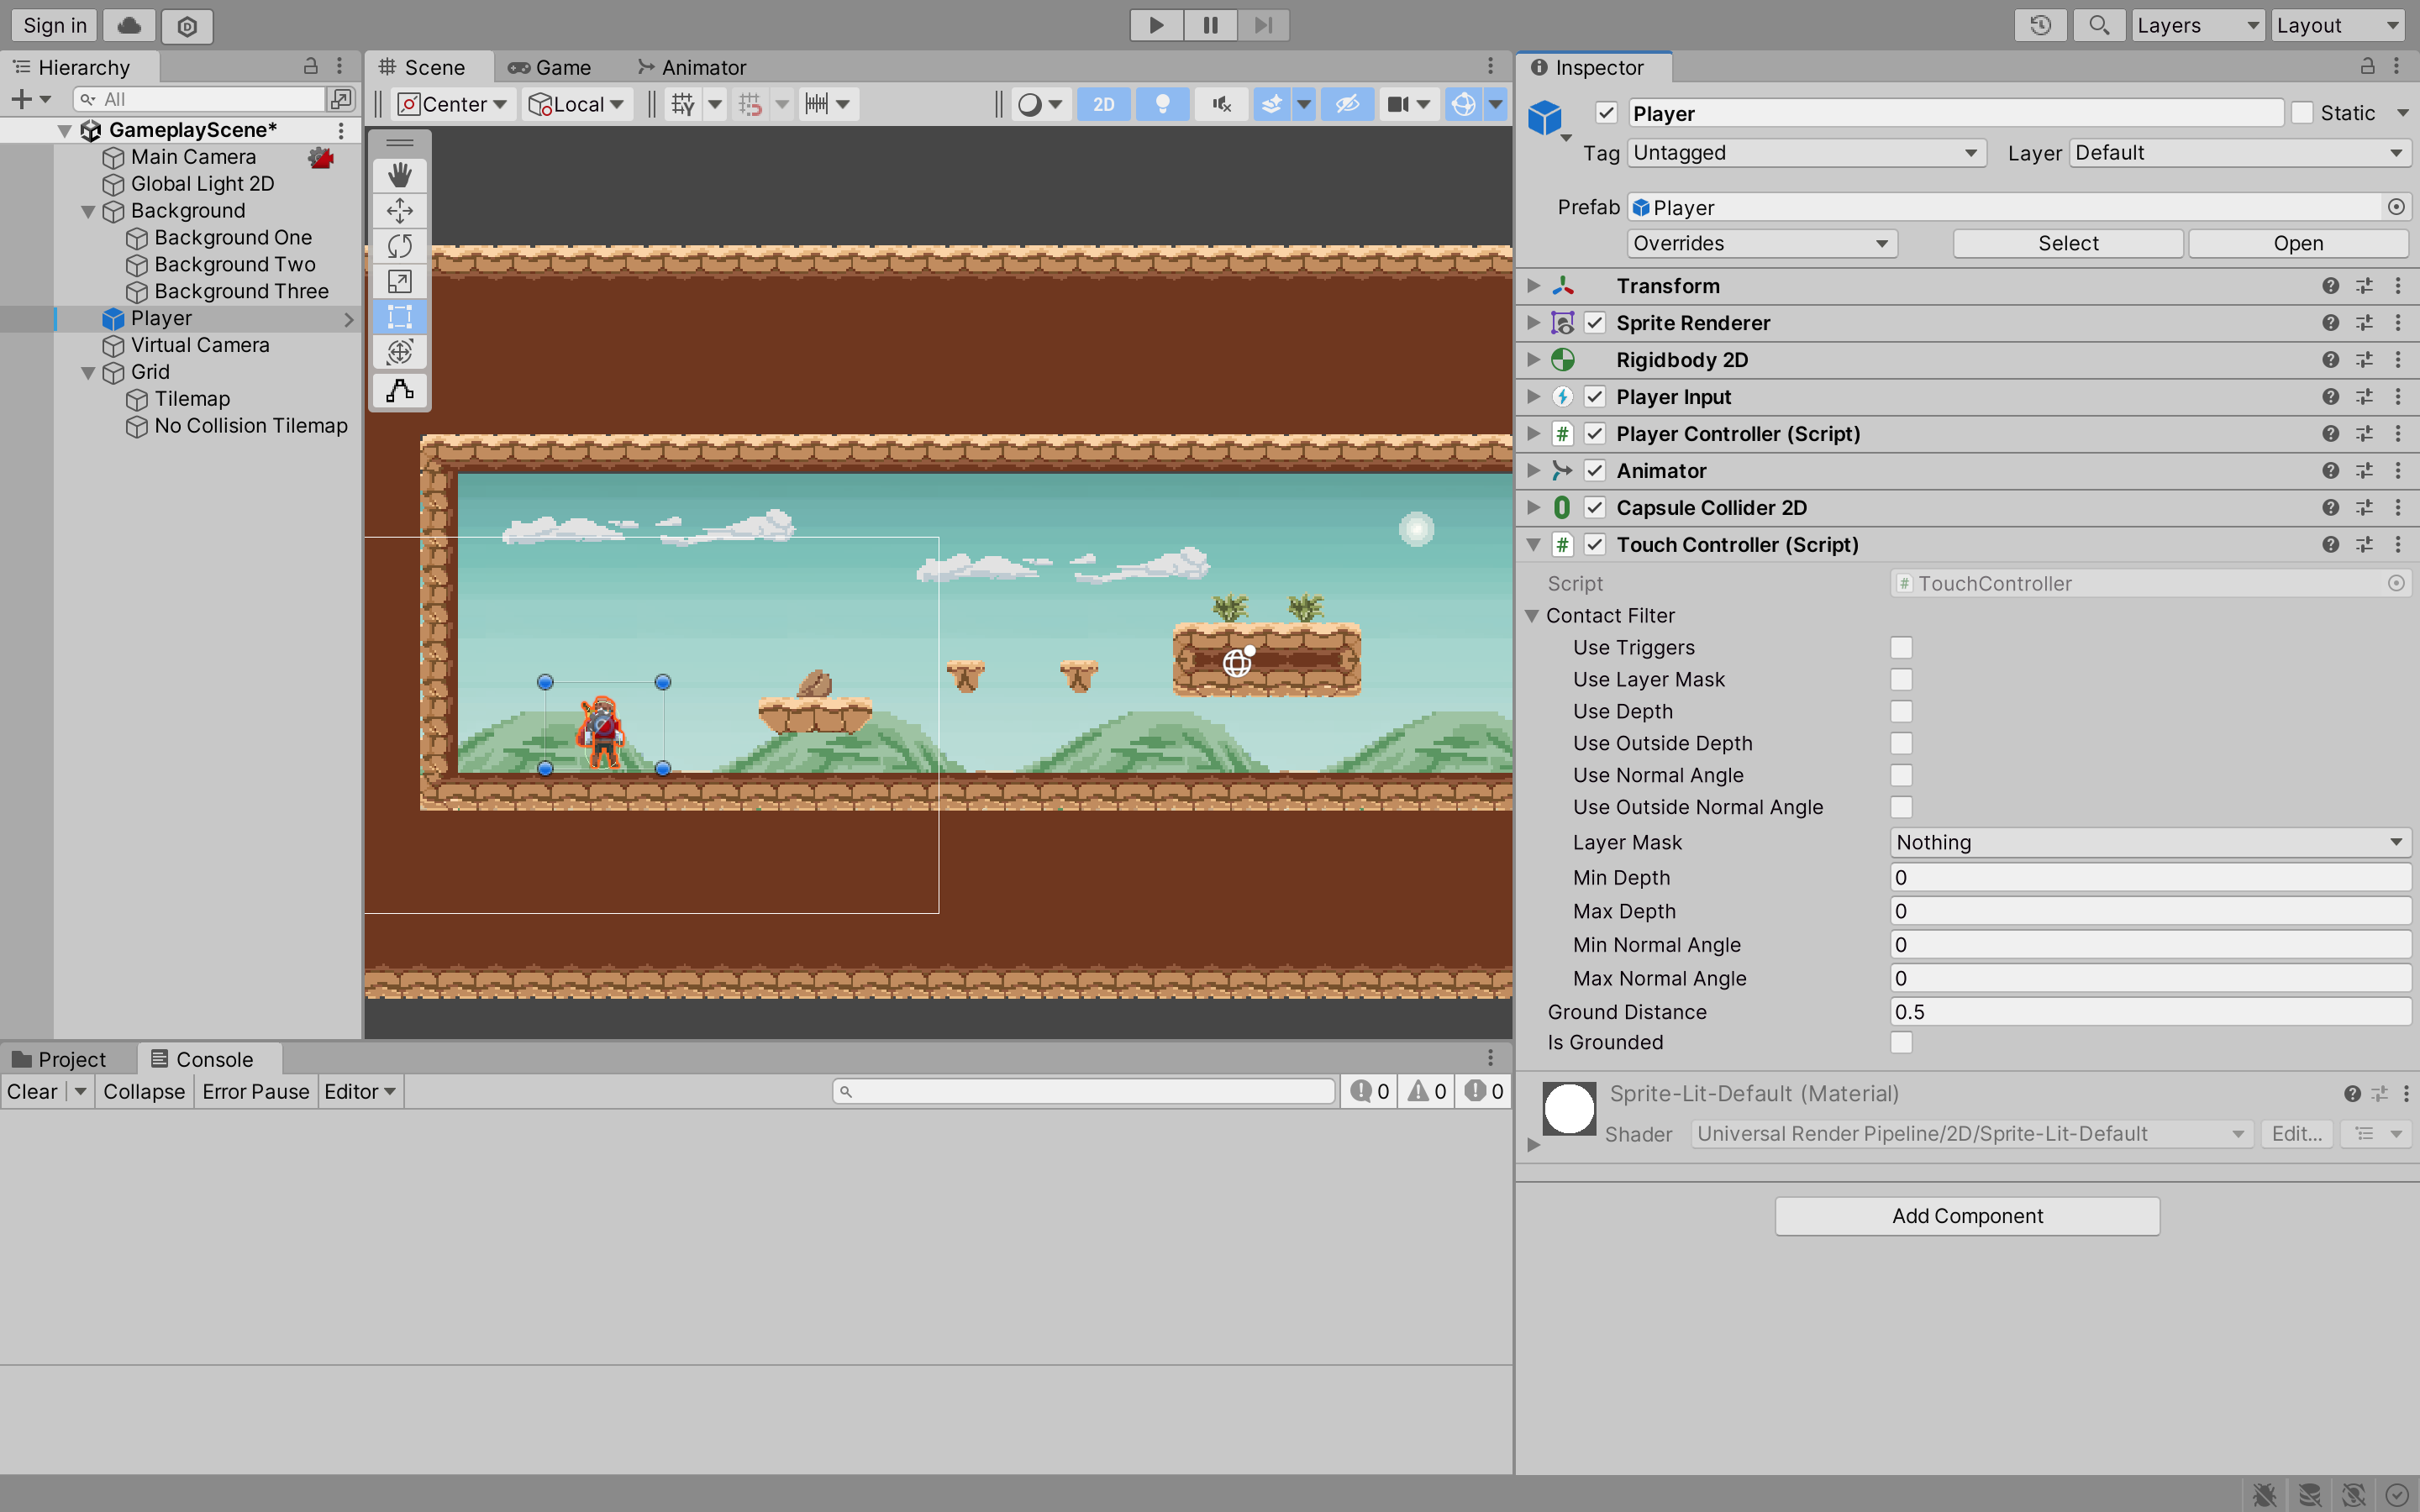 Sign in
Layers
Layout
Hierarchy
All
GameplayScene*
Main Camera
Global Light 2D
Background
Background One
Background Two
Background Three
Player
Virtual Camera
Grid
Tilemap
No Collision Tilemap
Scene Game Animator
Center Local 2D
Project Console
Clear Collapse Error Pause Editor 0 0 0
Inspector
Player Static
Tag Untagged Layer Default
Prefab Player
Overrides Select Open
Transform
Sprite Renderer
Rigidbody 2D
Player Input
Player Controller (Script)
Animator
Capsule Collider 2D
Touch Controller (Script)
Script # TouchController
Contact Filter
Use Triggers
Use Layer Mask
Use Depth
Use Outside Depth
Use Normal Angle
Use Outside Normal Angle
Layer Mask Nothing
Min Depth 0
Max Depth 0
Min Normal Angle 0
Max Normal Angle 0
Ground Distance 0.5
Is Grounded
Sprite-Lit-Default (Material)
Shader Universal Render Pipeline/2D/Sprite-Lit-Default Edit...
Add Component